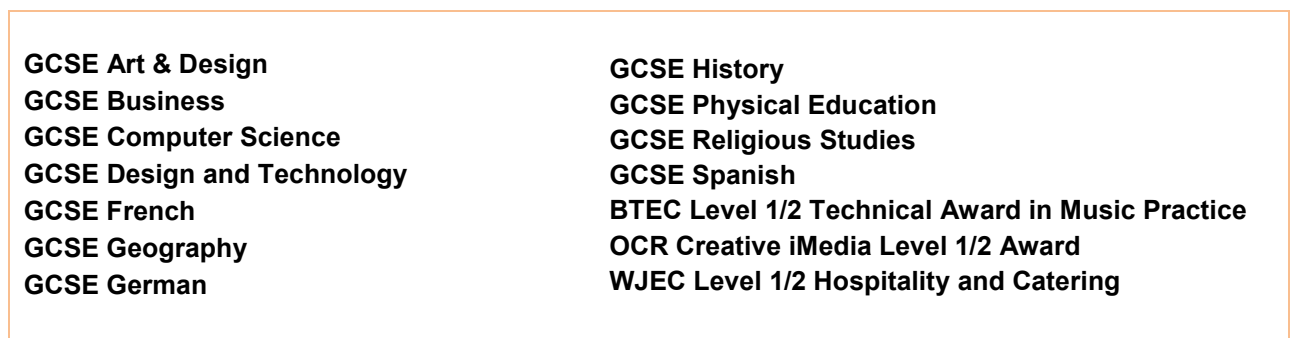 GCSE Art & Design
GCSE Business
GCSE Computer Science
GCSE Design and Technology
GCSE French
GCSE Geography
GCSE German
GCSE History
GCSE Physical Education
GCSE Religious Studies
GCSE Spanish
BTEC Level 1/2 Technical Award in Music Practice
OCR Creative iMedia Level 1/2 Award
WJEC Level 1/2 Hospitality and Catering